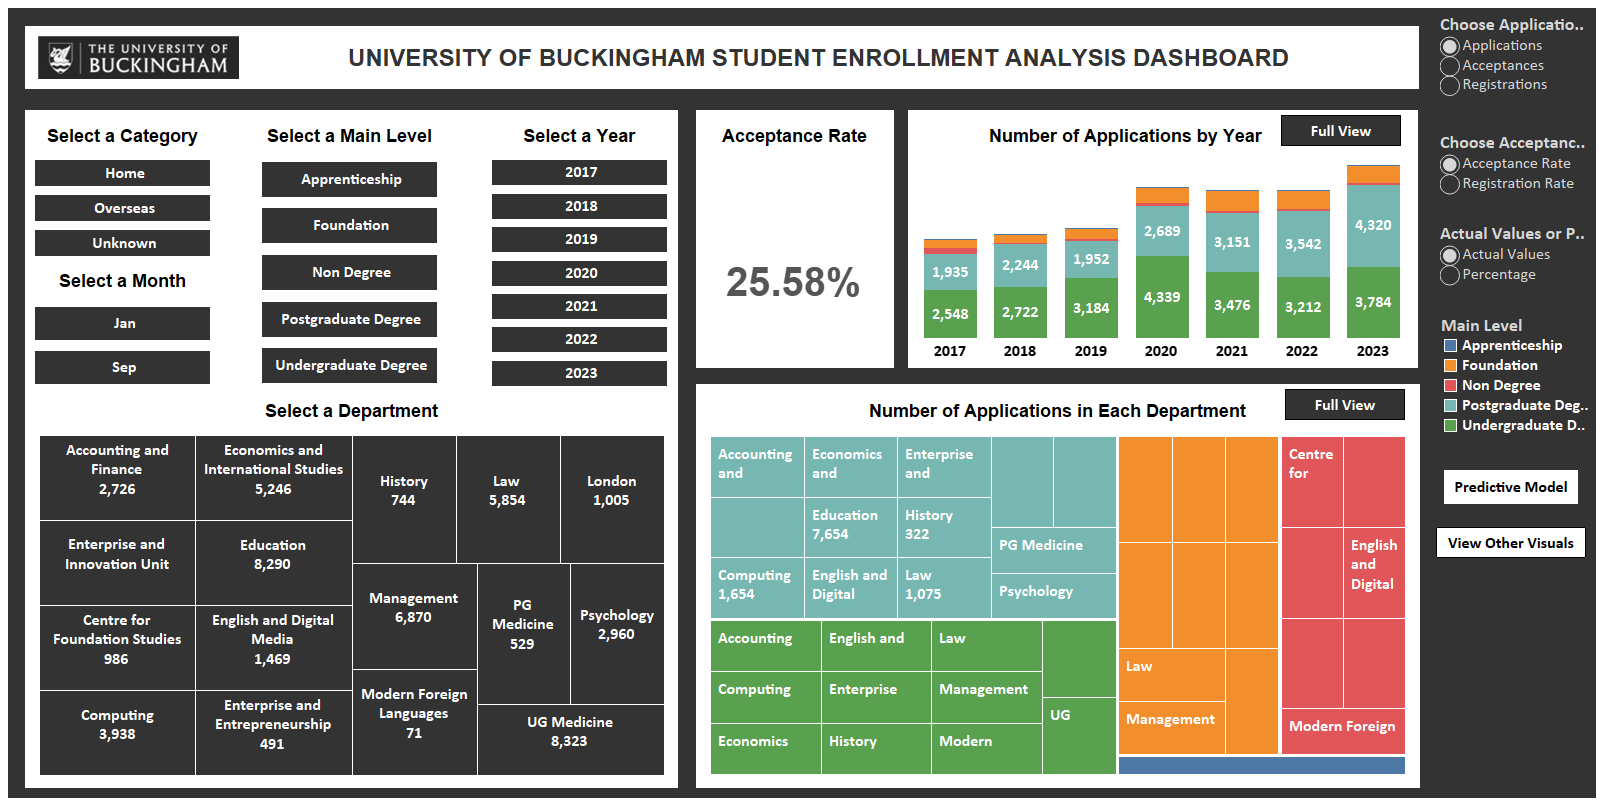 THE UNIVERSITY OF
BUCKINGHAM
UNIVERSITY OF BUCKINGHAM STUDENT ENROLLMENT ANALYSIS DASHBOARD
Choose Applicatio..
Applications
Acceptances
Registrations
Choose Acceptanc..
Acceptance Rate
Registration Rate
Actual Values or P..
Actual Values
Percentage
Main Level
Apprenticeship
Foundation
Non Degree
Postgraduate Deg..
Undergraduate D..
Predictive Model
View Other Visuals
Select a Category
Home
Overseas
Unknown
Select a Month
Jan
Sep
Select a Main Level
Apprenticeship
Foundation
Non Degree
Postgraduate Degree
Undergraduate Degree
Select a Year
2017
2018
2019
2020
2021
2022
2023
Acceptance Rate
25.58%
Number of Applications by Year
Full View
1,935
2,244
1,952
2,689
3,151
3,542
4,320
2,548
2,722
3,184
4,339
3,476
3,212
3,784
2017
2018
2019
2020
2021
2022
2023
Select a Department
Accounting and
Finance
2,726
Economics and
International Studies
5,246
History
744
Law
5,854
London
1,005
Enterprise and
Innovation Unit
Education
8,290
Centre for
Foundation Studies
986
English and Digital
Media
1,469
Management
6,870
PG
Medicine
529
Psychology
2,960
Computing
3,938
Enterprise and
Entrepreneurship
491
Modern Foreign
Languages
71
UG Medicine
8,323
Number of Applications in Each Department
Full View
Accounting
and
Economics
and
Enterprise
and
Education
7,654
History
322
PG Medicine
Computing
1,654
English and
Digital
Law
1,075
Psychology
Accounting
English and
Law
Computing
Enterprise
Management
UG
Economics
History
Modern
Law
Management
Centre
for
English
and
Digital
Modern Foreign